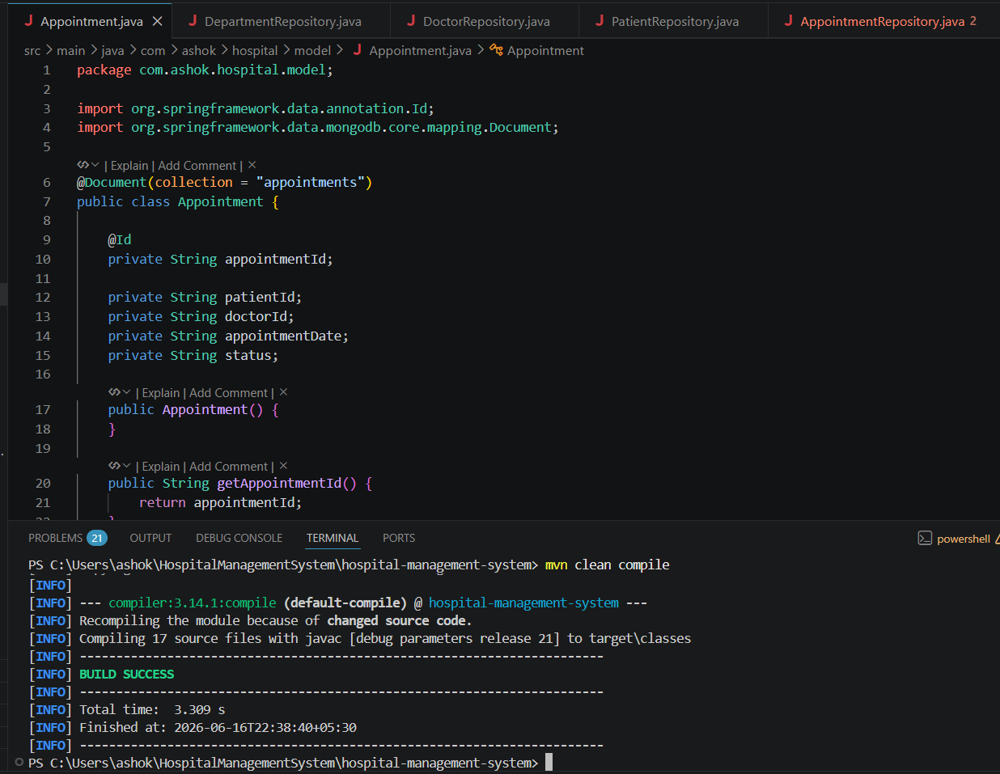 J Appointment.java × J DepartmentRepository.java J DoctorRepository.java J PatientRepository.java J AppointmentRepository.java 2
src > main > java > com > ashok > hospital > model > J Appointment.java > Appointment
1 package com.ashok.hospital.model;
2
3 import org.springframework.data.annotation.Id;
4 import org.springframework.data.mongodb.core.mapping.Document;
5
| Explain | Add Comment | ×
6 @Document(collection = "appointments")
7 public class Appointment {
8
9 @Id
10 private String appointmentId;
11
12 private String patientId;
13 private String doctorId;
14 private String appointmentDate;
15 private String status;
16
| Explain | Add Comment | ×
17 public Appointment() {
18 }
19
| Explain | Add Comment | ×
20 public String getAppointmentId() {
21 return appointmentId;
22 }
PROBLEMS 21 OUTPUT DEBUG CONSOLE TERMINAL PORTS powershell
PS C:\Users\ashok\HospitalManagementSystem\hospital-management-system> mvn clean compile
[INFO]
[INFO] --- compiler:3.14.1:compile (default-compile) @ hospital-management-system ---
[INFO] Recompiling the module because of changed source code.
[INFO] Compiling 17 source files with javac [debug parameters release 21] to target\classes
[INFO] ------------------------------------------------------------------------
[INFO] BUILD SUCCESS
[INFO] ------------------------------------------------------------------------
[INFO] Total time:  3.309 s
[INFO] Finished at: 2026-06-16T22:38:40+05:30
[INFO] ------------------------------------------------------------------------
PS C:\Users\ashok\HospitalManagementSystem\hospital-management-system>